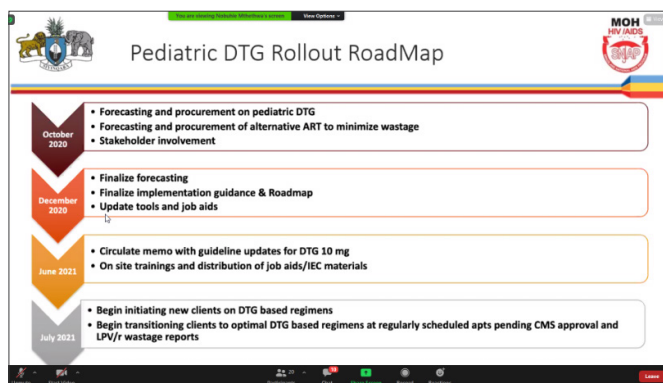 You are viewing Nobuhle Mthethwa's screen View Options
MOH
HIV/AIDS
SNAP
Pediatric DTG Rollout RoadMap
October
2020
• Forecasting and procurement on pediatric DTG
• Forecasting and procurement of alternative ART to minimize wastage
• Stakeholder involvement
December
2020
• Finalize forecasting
• Finalize implementation guidance & Roadmap
• Update tools and job aids
June 2021
• Circulate memo with guideline updates for DTG 10 mg
• On site trainings and distribution of job aids/IEC materials
July 2021
• Begin initiating new clients on DTG based regimens
• Begin transitioning clients to optimal DTG based regimens at regularly scheduled apts pending CMS approval and
LPV/r wastage reports
Leave